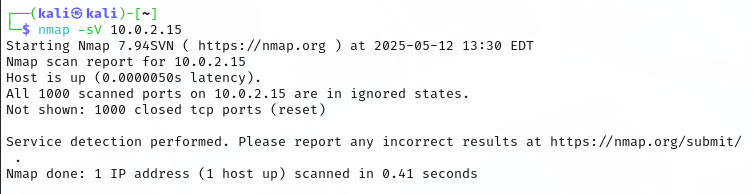 ┌──(kali㉿kali)-[~]
└─$ nmap -sV 10.0.2.15
Starting Nmap 7.94SVN ( https://nmap.org ) at 2025-05-12 13:30 EDT
Nmap scan report for 10.0.2.15
Host is up (0.0000050s latency).
All 1000 scanned ports on 10.0.2.15 are in ignored states.
Not shown: 1000 closed tcp ports (reset)

Service detection performed. Please report any incorrect results at https://nmap.org/submit/
 .
Nmap done: 1 IP address (1 host up) scanned in 0.41 seconds